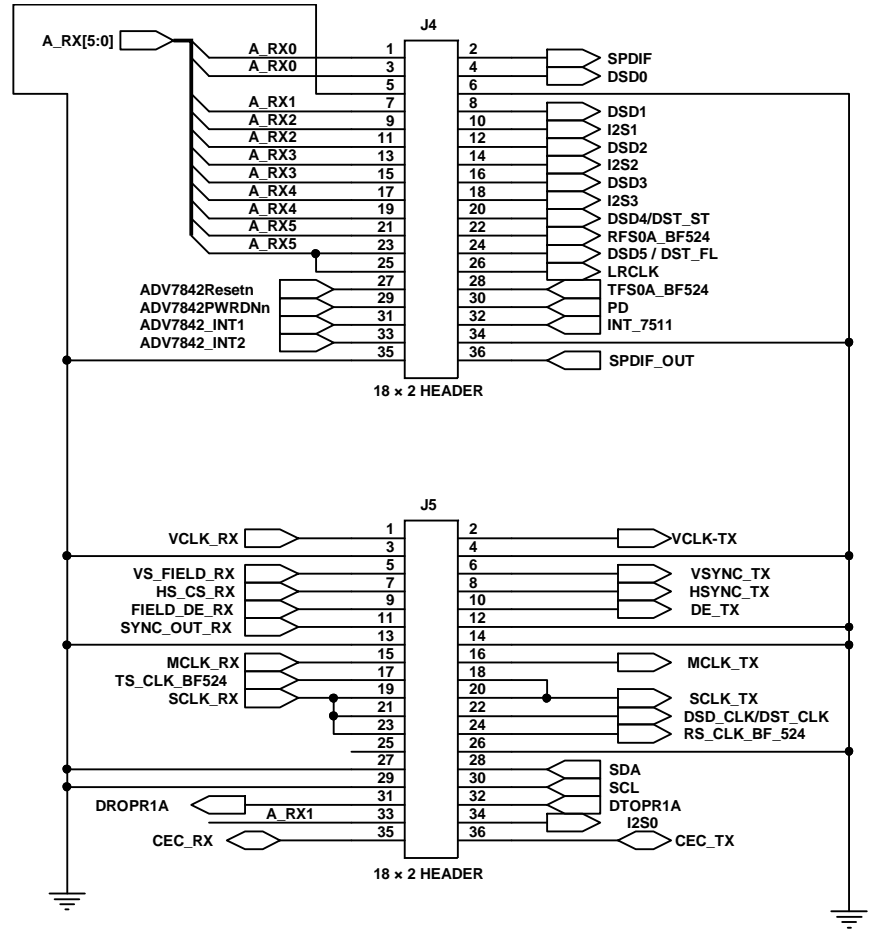 J4
A_RX[5:0]
A_RX0 1 2 SPDIF
A_RX0 3 4 DSD0
5 6
A_RX1 7 8 DSD1
A_RX2 9 10 I2S1
A_RX2 11 12 DSD2
A_RX3 13 14 I2S2
A_RX3 15 16 DSD3
A_RX4 17 18 I2S3
A_RX4 19 20 DSD4/DST_ST
A_RX5 21 22 RFS0A_BF524
A_RX5 23 24 DSD5 / DST_FL
25 26 LRCLK
ADV7842Resetn 27 28 TFS0A_BF524
ADV7842PWRDNn 29 30 PD
ADV7842_INT1 31 32 INT_7511
ADV7842_INT2 33 34
35 36 SPDIF_OUT
18 × 2 HEADER
J5
VCLK_RX 1 2 VCLK-TX
3 4
VS_FIELD_RX 5 6 VSYNC_TX
HS_CS_RX 7 8 HSYNC_TX
FIELD_DE_RX 9 10 DE_TX
SYNC_OUT_RX 11 12
13 14
MCLK_RX 15 16 MCLK_TX
TS_CLK_BF524 17 18
SCLK_RX 19 20 SCLK_TX
21 22 DSD_CLK/DST_CLK
23 24 RS_CLK_BF_524
25 26
27 28 SDA
29 30 SCL
DROPR1A 31 32 DTOPR1A
A_RX1 33 34 I2S0
CEC_RX 35 36 CEC_TX
18 × 2 HEADER